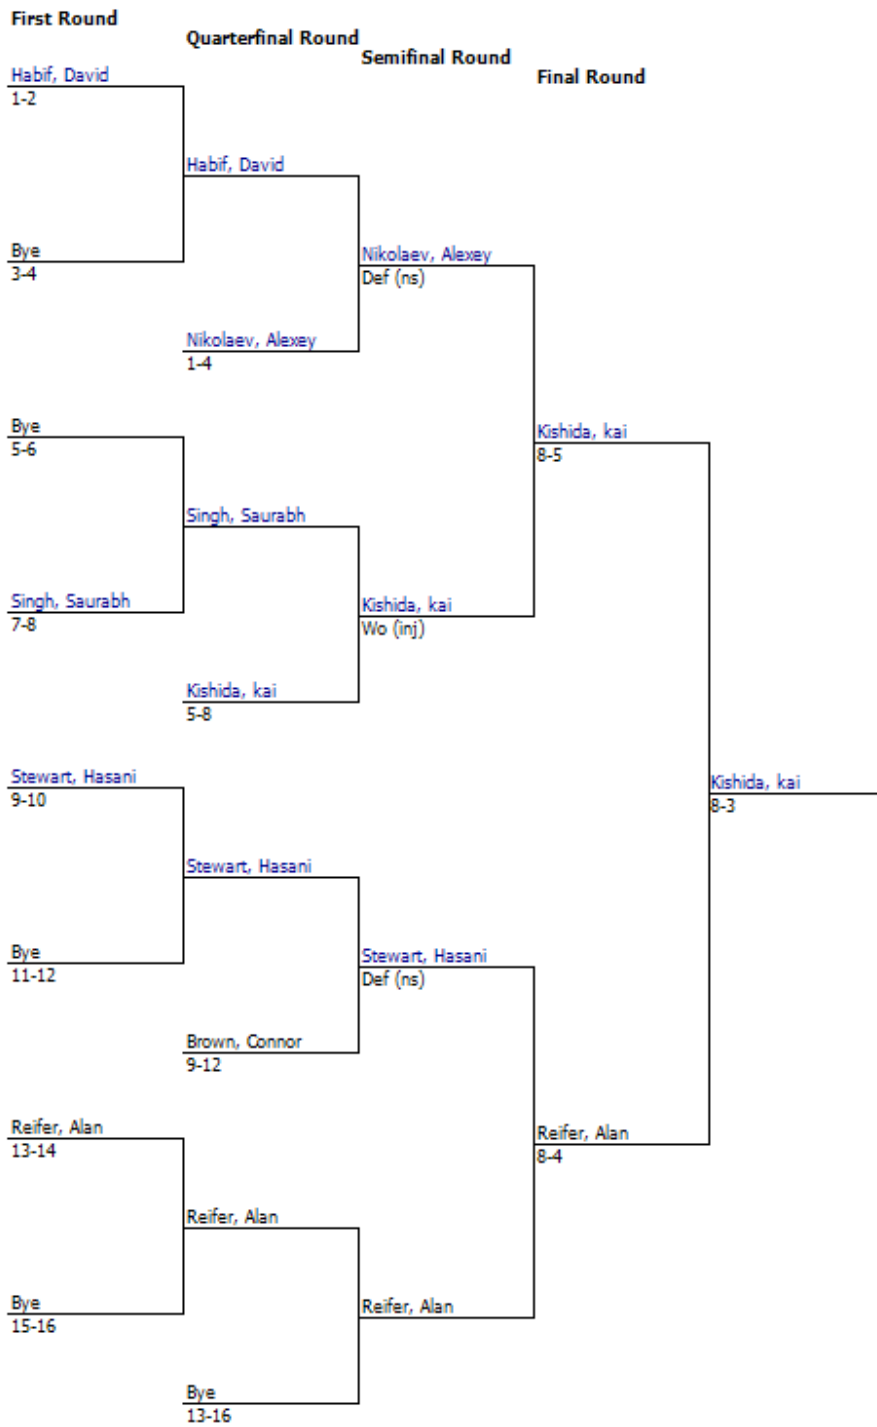 First Round
Quarterfinal Round
Semifinal Round
Final Round
Habif, David
1-2
Habif, David
Bye
3-4
Nikolaev, Alexey
Def (ns)
Nikolaev, Alexey
1-4
Bye
5-6
Kishida, kai
8-5
Singh, Saurabh
Singh, Saurabh
7-8
Kishida, kai
Wo (inj)
Kishida, kai
5-8
Stewart, Hasani
9-10
Kishida, kai
8-3
Stewart, Hasani
Bye
11-12
Stewart, Hasani
Def (ns)
Brown, Connor
9-12
Reifer, Alan
13-14
Reifer, Alan
8-4
Reifer, Alan
Bye
15-16
Reifer, Alan
Bye
13-16